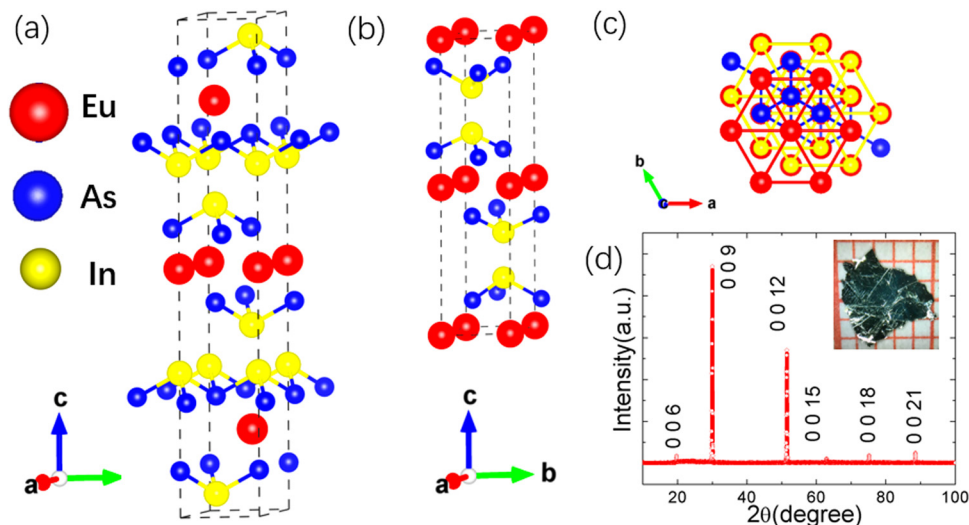 (a)
Eu
As
In
c
a
(b)
c
a
b
(c)
b
c
a
(d)
Intensity(a.u.)
0 0 6
0 0 9
0 0 12
0 0 15
0 0 18
0 0 21
20
40
60
80
100
2θ(degree)